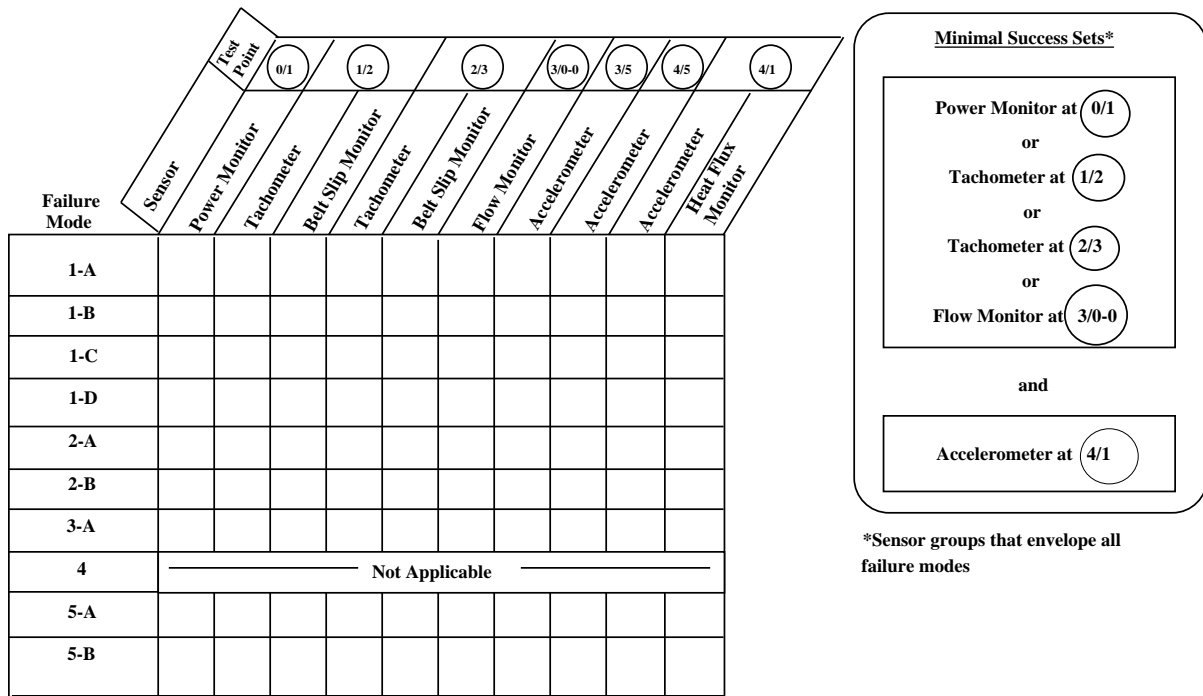 Test
Point
0/1
1/2
2/3
3/0-0
3/5
4/5
4/1
Sensor
Power Monitor
Tachometer
Belt Slip Monitor
Tachometer
Belt Slip Monitor
Flow Monitor
Accelerometer
Accelerometer
Accelerometer
Heat Flux
Monitor
Failure
Mode
1-A
1-B
1-C
1-D
2-A
2-B
3-A
4
Not Applicable
5-A
5-B
Minimal Success Sets*
Power Monitor at 0/1
or
Tachometer at 1/2
or
Tachometer at 2/3
or
Flow Monitor at 3/0-0
and
Accelerometer at 4/1
*Sensor groups that envelope all
failure modes